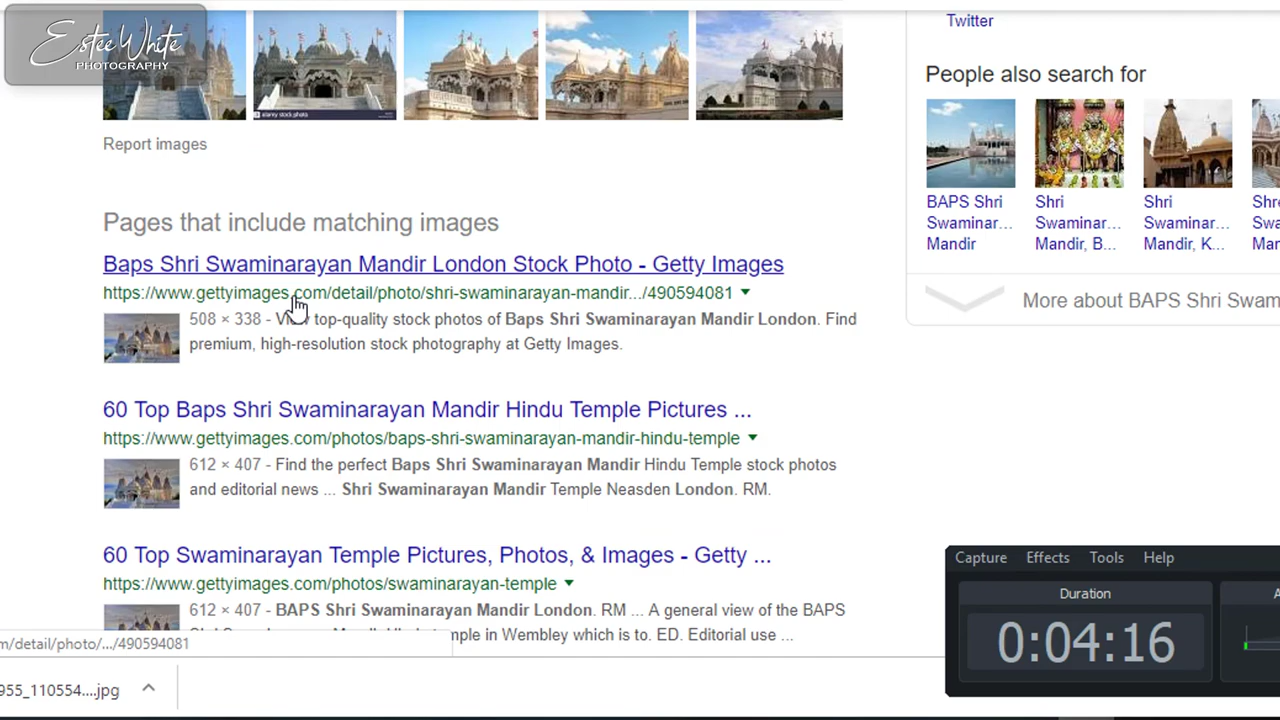 Estee White
PHOTOGRAPHY
alamy stock photo
Report images
Pages that include matching images
Baps Shri Swaminarayan Mandir London Stock Photo - Getty Images
https://www.gettyimages.com/detail/photo/shri-swaminarayan-mandir.../490594081
508 × 338 - View top-quality stock photos of Baps Shri Swaminarayan Mandir London. Find
premium, high-resolution stock photography at Getty Images.
60 Top Baps Shri Swaminarayan Mandir Hindu Temple Pictures ...
https://www.gettyimages.com/photos/baps-shri-swaminarayan-mandir-hindu-temple
612 × 407 - Find the perfect Baps Shri Swaminarayan Mandir Hindu Temple stock photos
and editorial news ... Shri Swaminarayan Mandir Temple Neasden London. RM.
60 Top Swaminarayan Temple Pictures, Photos, & Images - Getty ...
https://www.gettyimages.com/photos/swaminarayan-temple
612 × 407 - BAPS Shri Swaminarayan Mandir London. RM ... A general view of the BAPS
in Wembley which is to. ED. Editorial use ...
m/detail/photo/.../490594081
955_110554....jpg
Twitter
People also search for
BAPS Shri
Swaminar...
Mandir
Shri
Swaminar...
Mandir, B...
Shri
Swaminar...
Mandir, K...
Shre
Swar
More about BAPS Shri Swam
Capture Effects Tools Help
Duration
0:04:16